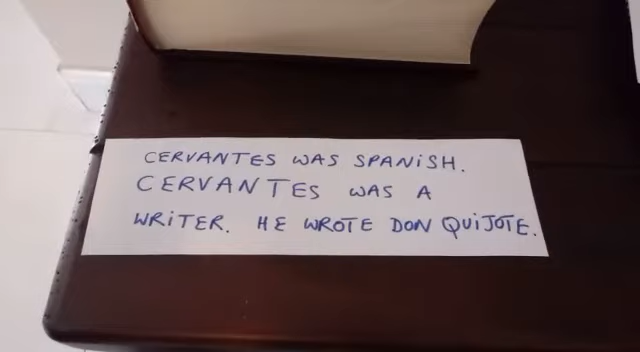 CERVANTES WAS SPANISH.
CERVANTES WAS A
WRITER. HE WROTE DON QUIJOTE.